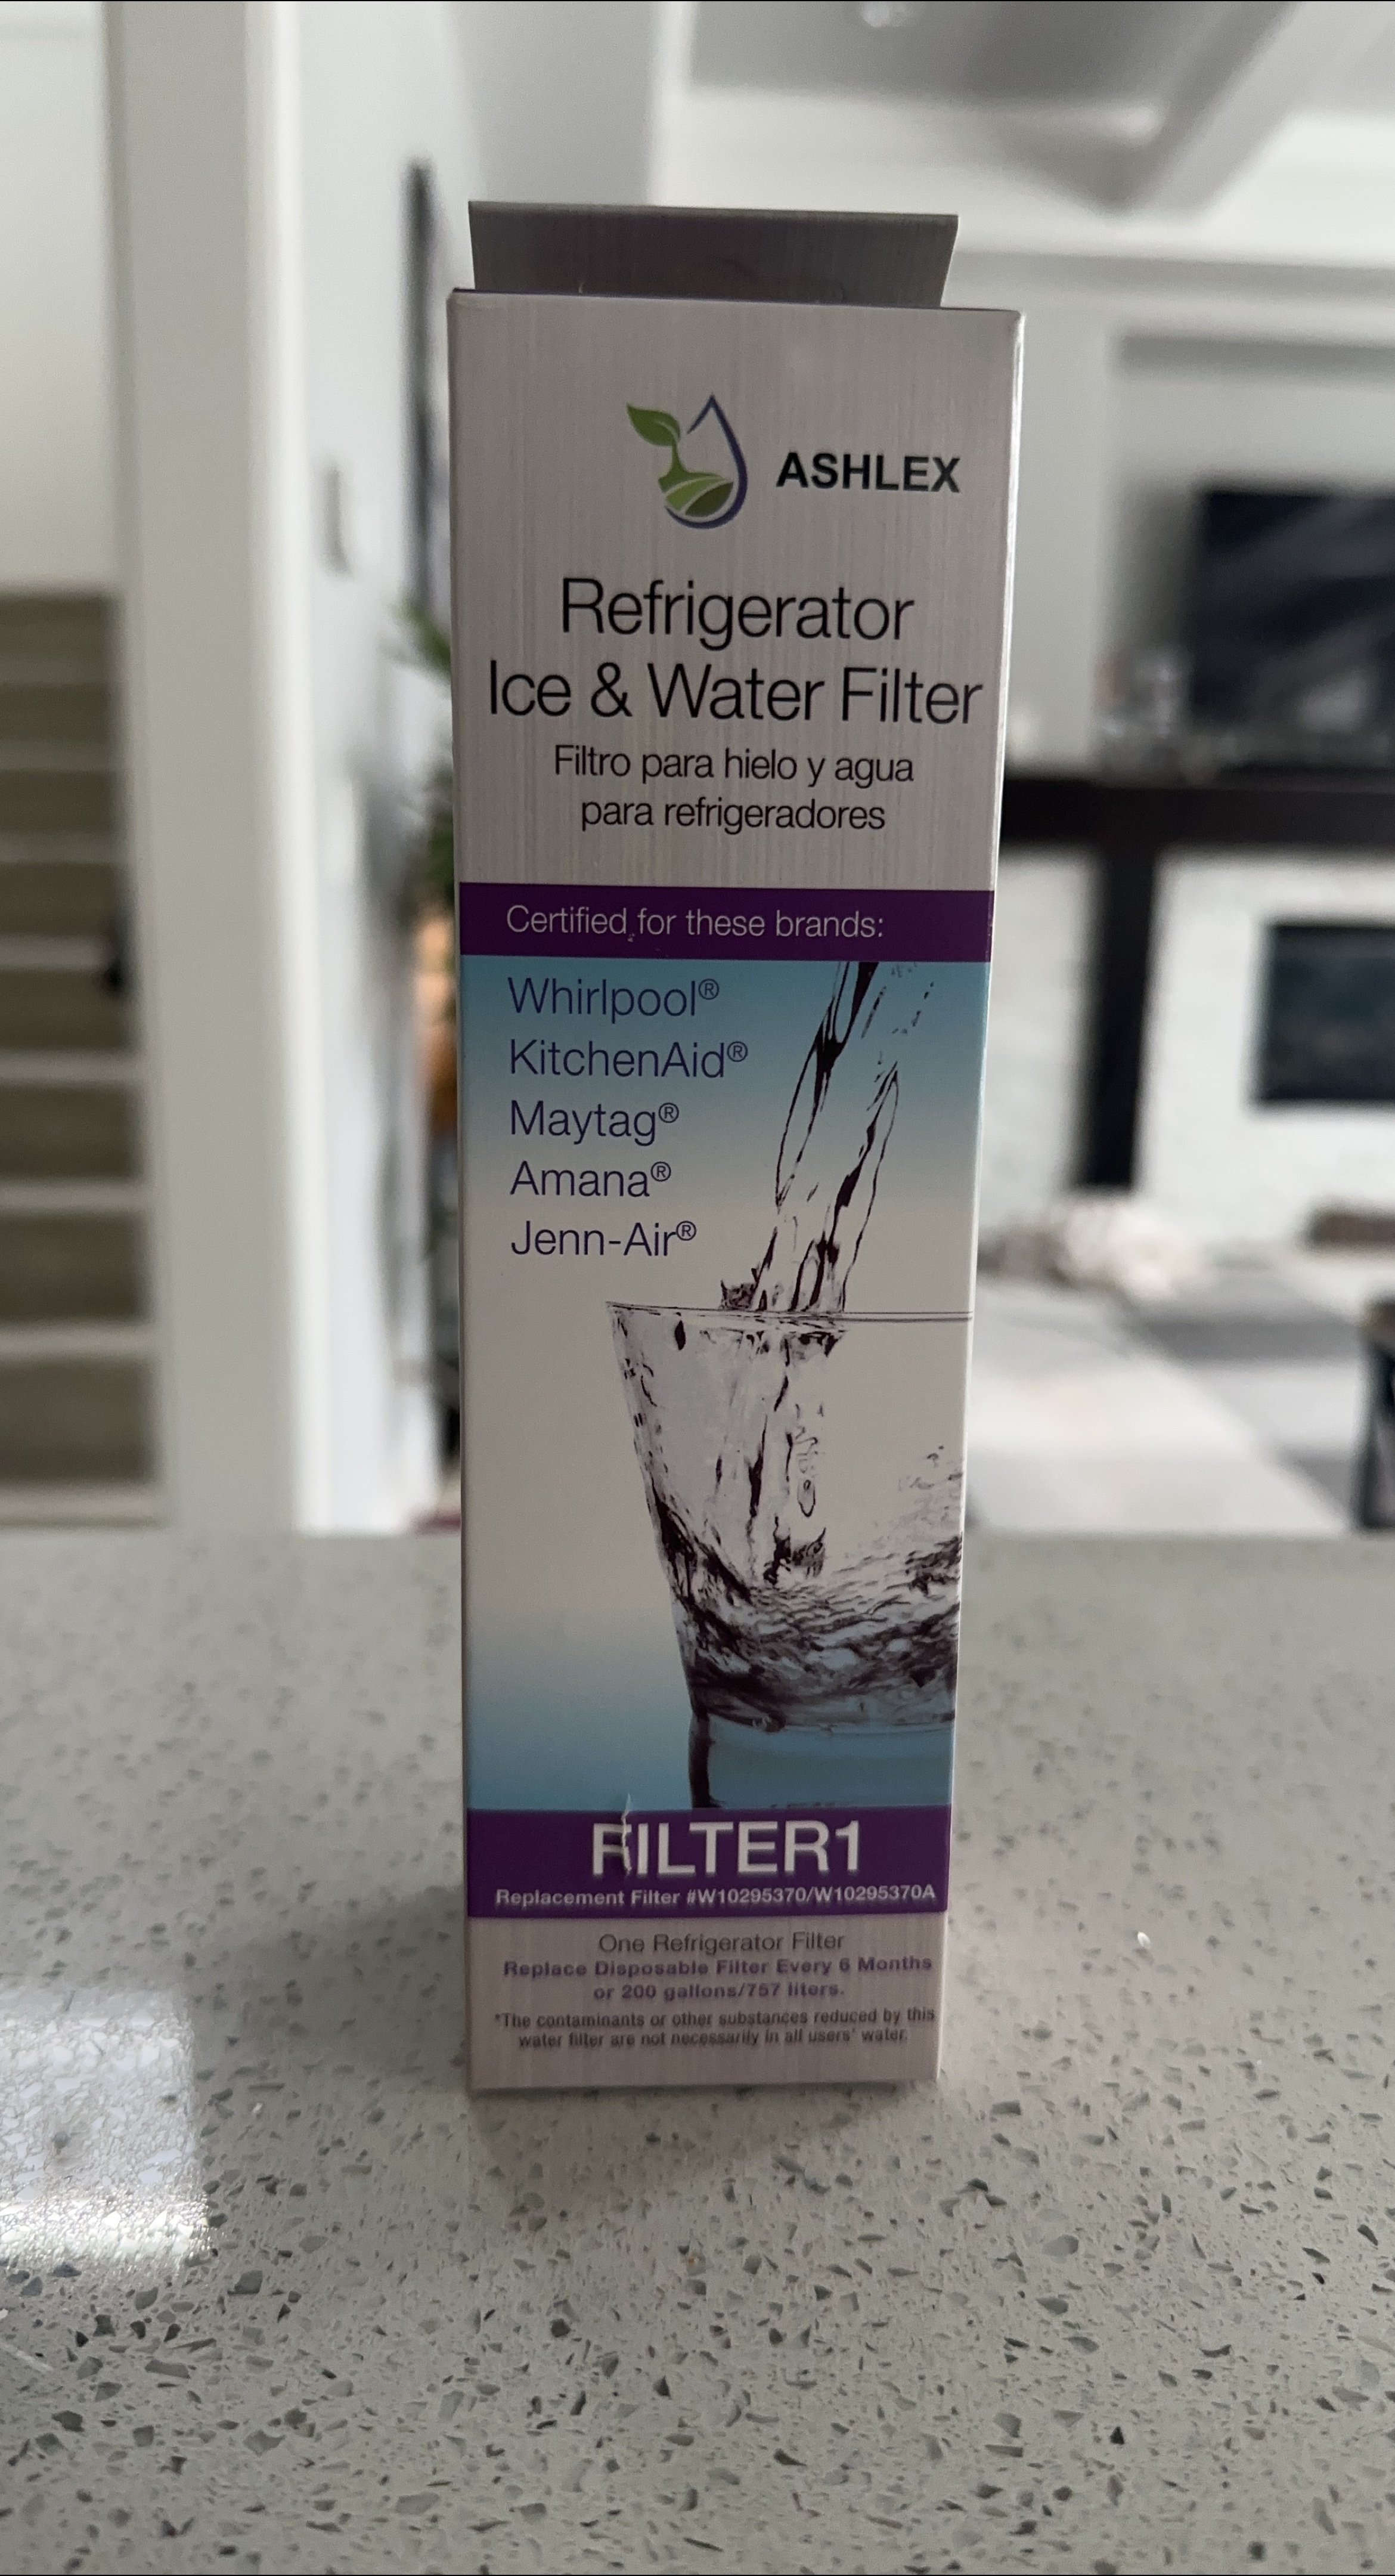 ASHLEX
Refrigerator
Ice & Water Filter
Filtro para hielo y agua
para refrigeradores
Certified for these brands:
Whirlpool®
KitchenAid®
Maytag®
Amana®
Jenn-Air®
FILTER1
Replacement Filter #W10295370/W10295370A
One Refrigerator Filter
Replace Disposable Filter Every 6 Months
or 200 gallons/757 liters.
*The contaminants or other substances reduced by this
water filter are not necessarily in all users' water.